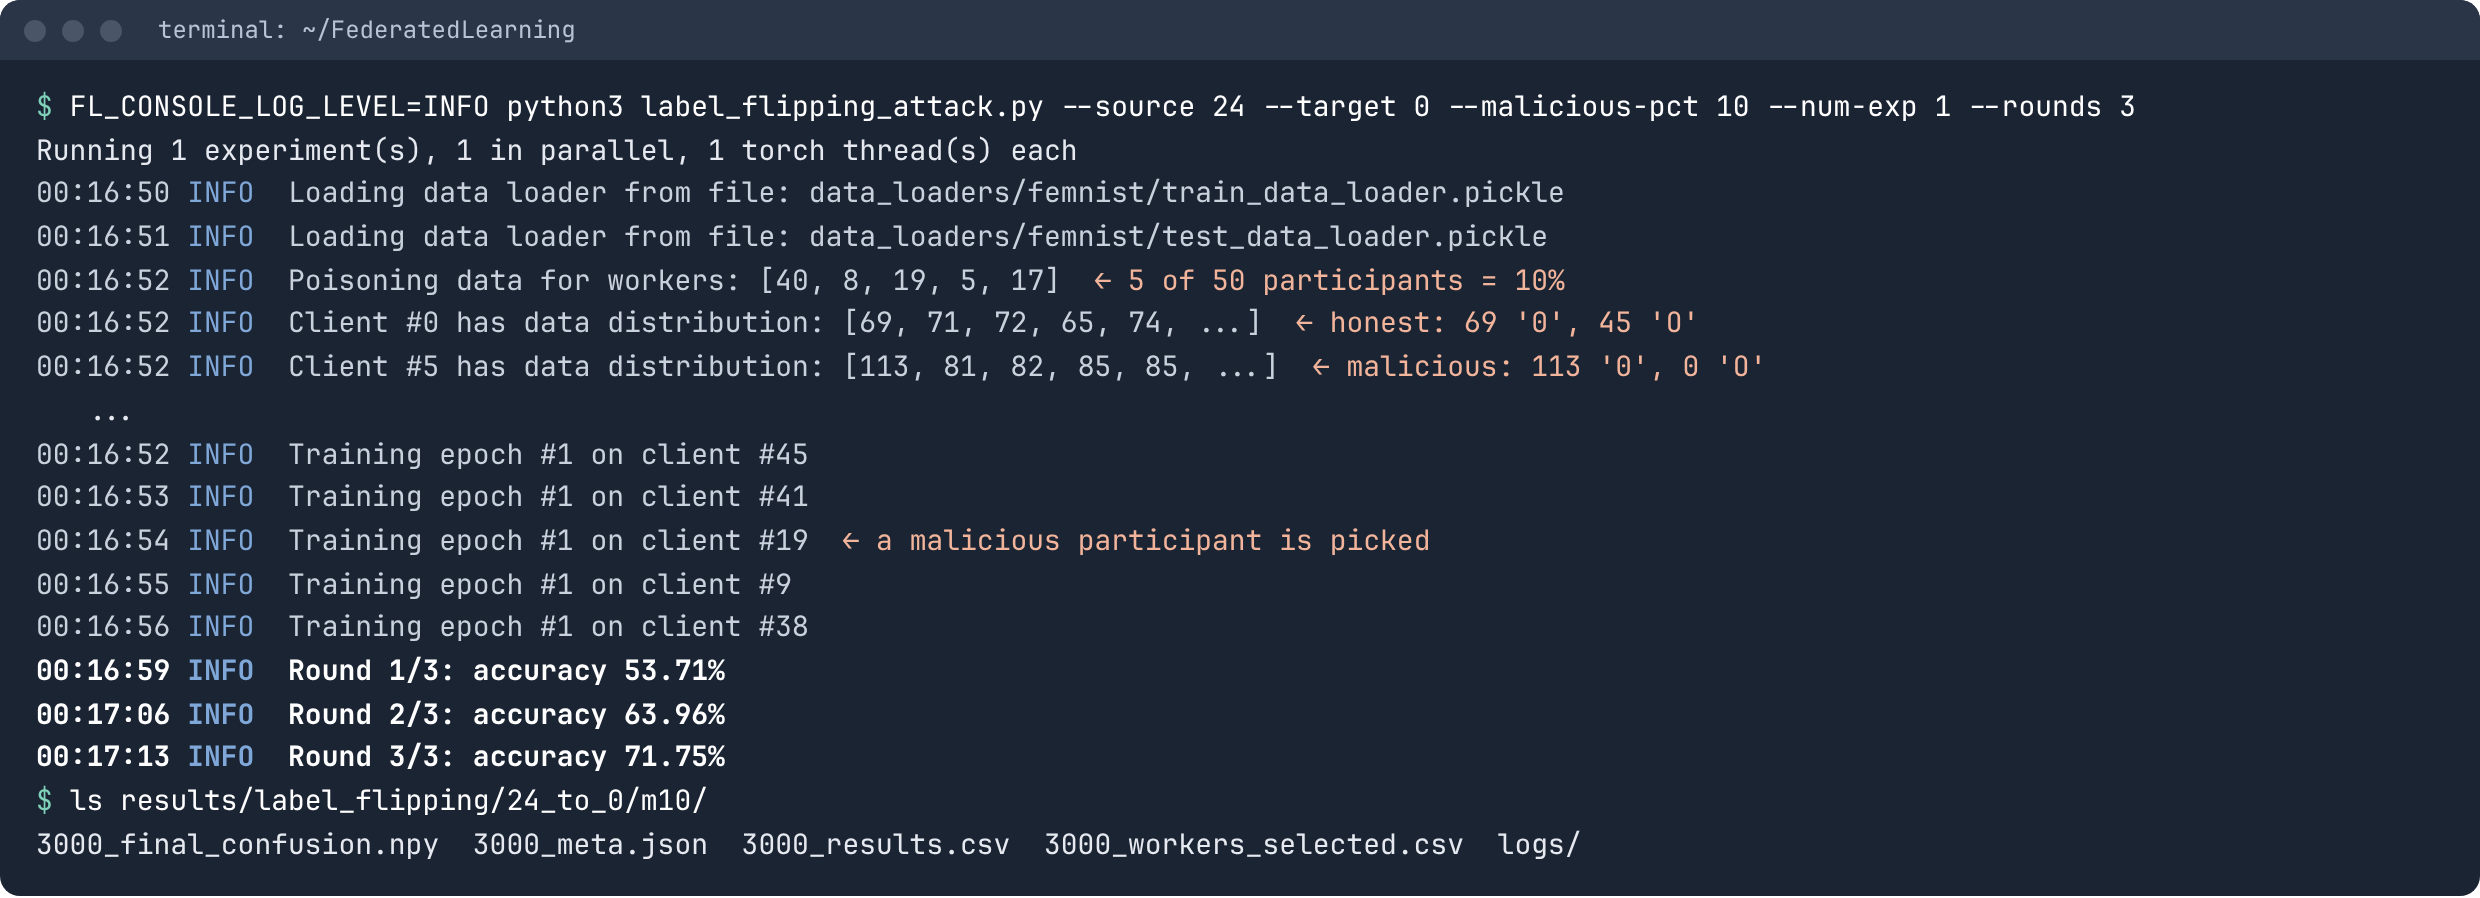 terminal: ~/FederatedLearning
$ FL_CONSOLE_LOG_LEVEL=INFO python3 label_flipping_attack.py --source 24 --target 0 --malicious-pct 10 --num-exp 1 --rounds 3
Running 1 experiment(s), 1 in parallel, 1 torch thread(s) each
00:16:50 INFO  Loading data loader from file: data_loaders/femnist/train_data_loader.pickle
00:16:51 INFO  Loading data loader from file: data_loaders/femnist/test_data_loader.pickle
00:16:52 INFO  Poisoning data for workers: [40, 8, 19, 5, 17]  ← 5 of 50 participants = 10%
00:16:52 INFO  Client #0 has data distribution: [69, 71, 72, 65, 74, ...]  ← honest: 69 '0', 45 'O'
00:16:52 INFO  Client #5 has data distribution: [113, 81, 82, 85, 85, ...]  ← malicious: 113 '0', 0 'O'
...
00:16:52 INFO  Training epoch #1 on client #45
00:16:53 INFO  Training epoch #1 on client #41
00:16:54 INFO  Training epoch #1 on client #19  ← a malicious participant is picked
00:16:55 INFO  Training epoch #1 on client #9
00:16:56 INFO  Training epoch #1 on client #38
00:16:59 INFO  Round 1/3: accuracy 53.71%
00:17:06 INFO  Round 2/3: accuracy 63.96%
00:17:13 INFO  Round 3/3: accuracy 71.75%
$ ls results/label_flipping/24_to_0/m10/
3000_final_confusion.npy  3000_meta.json  3000_results.csv  3000_workers_selected.csv  logs/